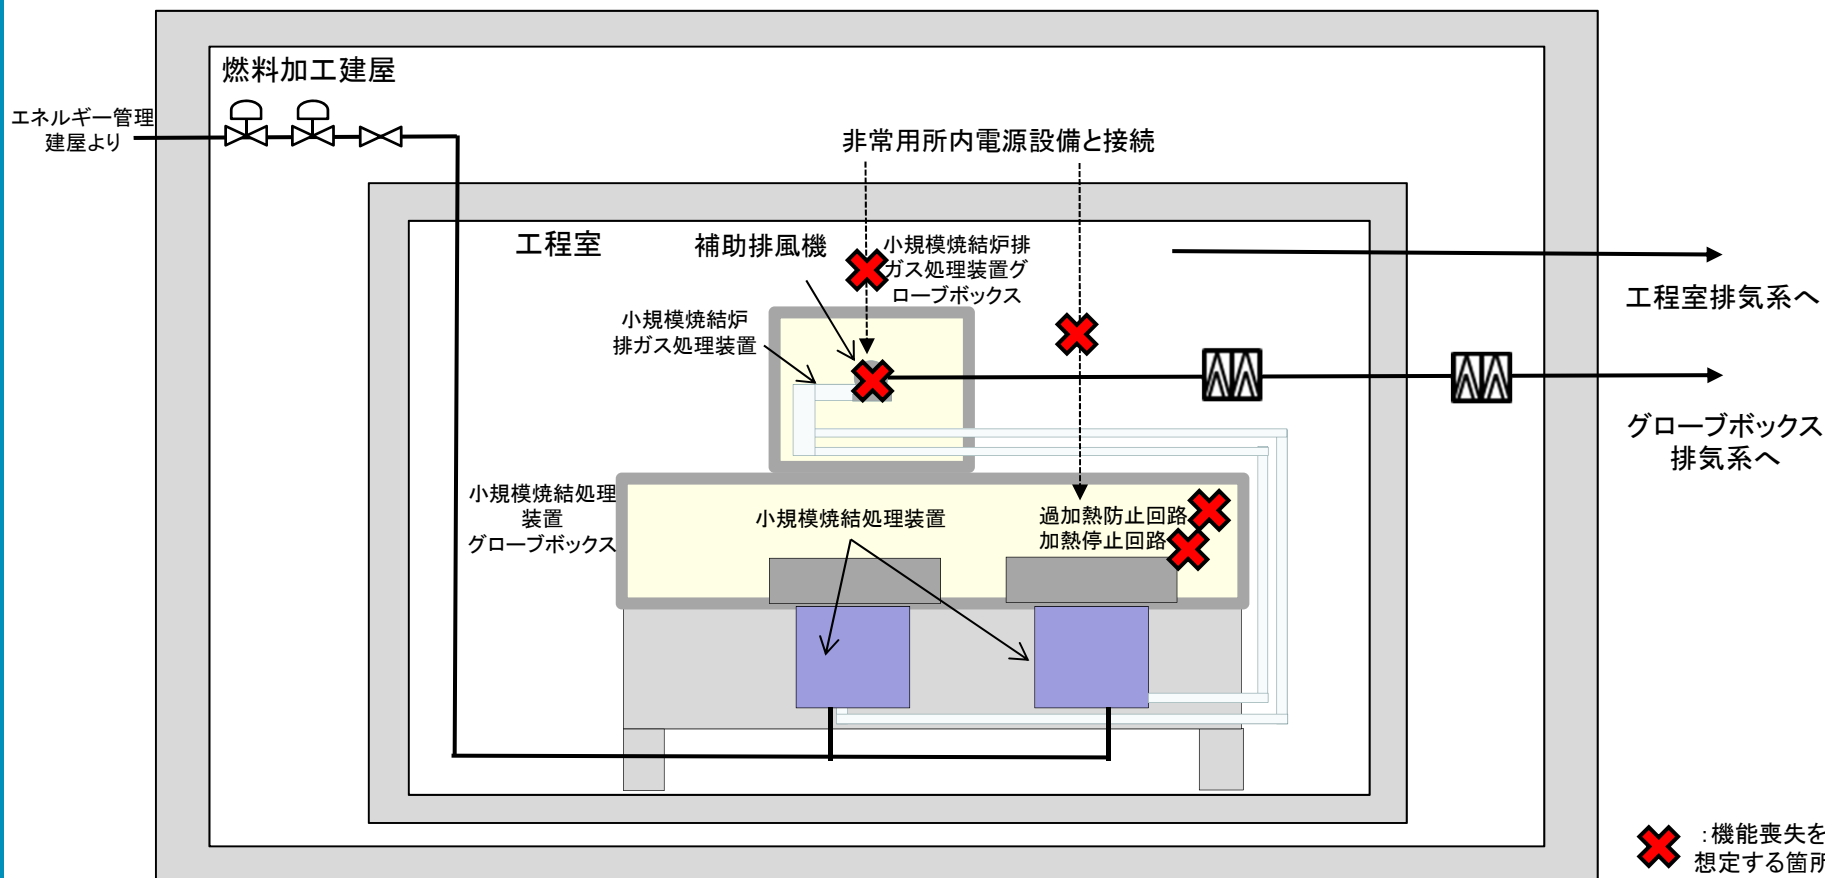 燃料加工建屋
エネルギー管理
建屋より
非常用所内電源設備と接続
工程室
補助排風機
小規模焼結炉排
ガス処理装置グ
ローブボックス
小規模焼結炉
排ガス処理装置
工程室排気系へ
グローブボックス
排気系へ
小規模焼結処理
装置
グローブボックス
小規模焼結処理装置
過加熱防止回路
加熱停止回路
:機能喪失を
想定する箇所